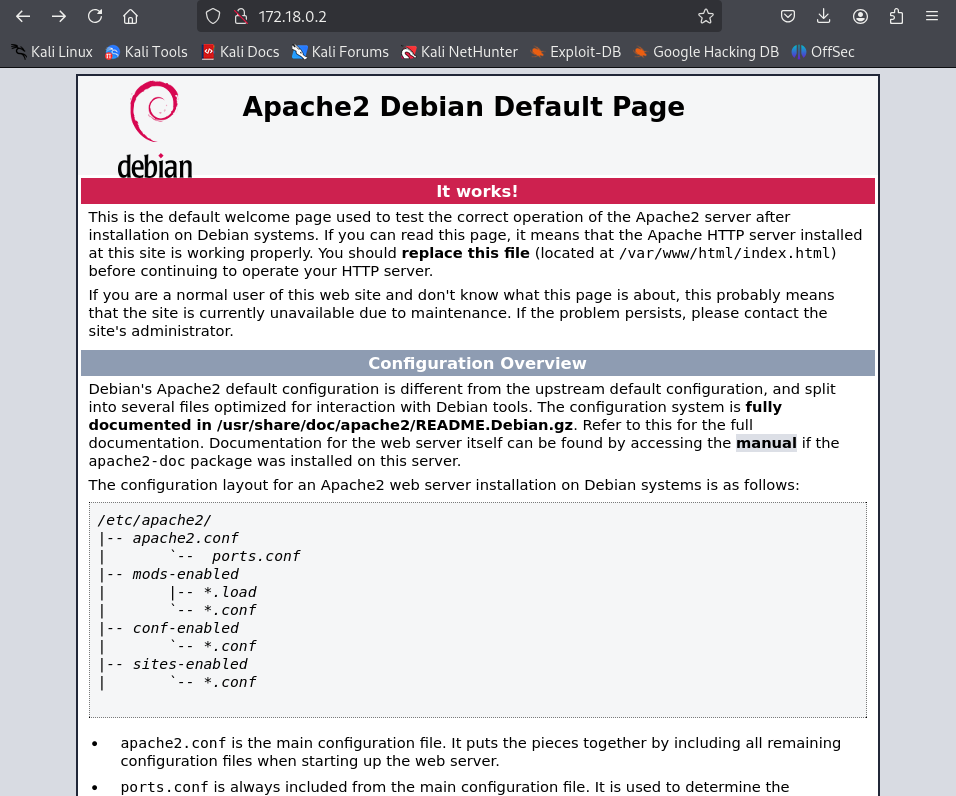 172.18.0.2
Kali Linux Kali Tools Kali Docs Kali Forums Kali NetHunter Exploit-DB Google Hacking DB OffSec
debian
Apache2 Debian Default Page
It works!
This is the default welcome page used to test the correct operation of the Apache2 server after
installation on Debian systems. If you can read this page, it means that the Apache HTTP server installed
at this site is working properly. You should replace this file (located at /var/www/html/index.html)
before continuing to operate your HTTP server.
If you are a normal user of this web site and don't know what this page is about, this probably means
that the site is currently unavailable due to maintenance. If the problem persists, please contact the
site's administrator.
Configuration Overview
Debian's Apache2 default configuration is different from the upstream default configuration, and split
into several files optimized for interaction with Debian tools. The configuration system is fully
documented in /usr/share/doc/apache2/README.Debian.gz. Refer to this for the full
documentation. Documentation for the web server itself can be found by accessing the manual if the
apache2-doc package was installed on this server.
The configuration layout for an Apache2 web server installation on Debian systems is as follows:
/etc/apache2/
|-- apache2.conf
|       `--  ports.conf
|-- mods-enabled
|       |-- *.load
|       `-- *.conf
|-- conf-enabled
|       `-- *.conf
|-- sites-enabled
|       `-- *.conf
• apache2.conf is the main configuration file. It puts the pieces together by including all remaining
configuration files when starting up the web server.
• ports.conf is always included from the main configuration file. It is used to determine the